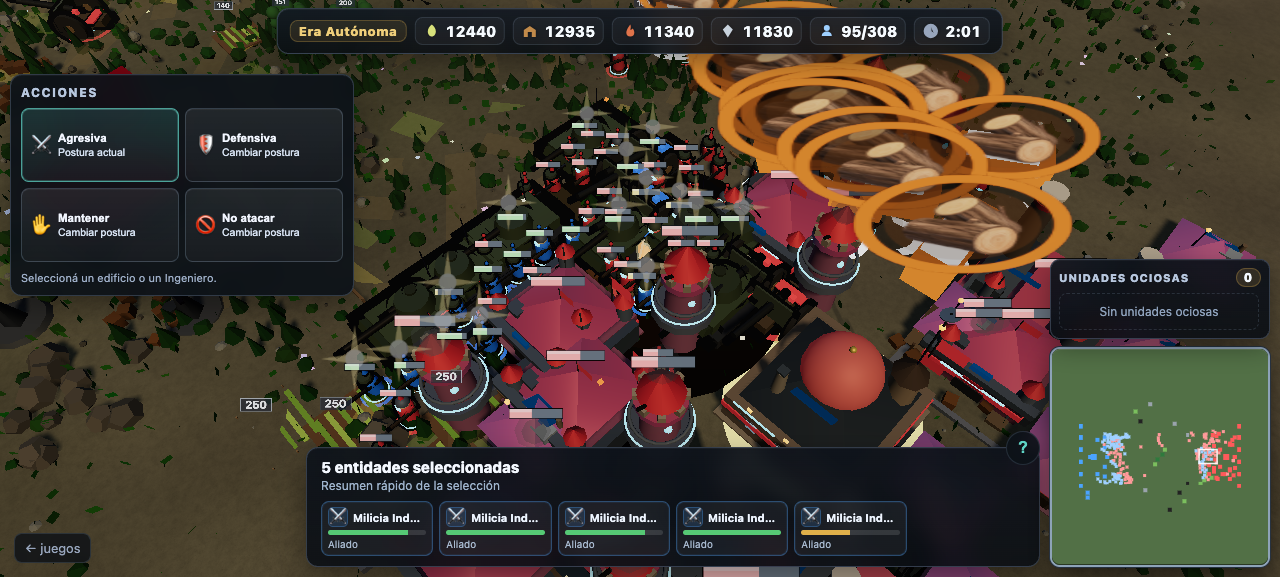 140
151
200
Era Autónoma
12440
12935
11340
11830
95/308
2:01
ACCIONES
Agresiva
Postura actual
Defensiva
Cambiar postura
Mantener
Cambiar postura
No atacar
Cambiar postura
Seleccioná un edificio o un Ingeniero.
UNIDADES OCIOSAS
0
Sin unidades ociosas
250
250
250
5 entidades seleccionadas
Resumen rápido de la selección
?
Milicia Ind...
Aliado
Milicia Ind...
Aliado
Milicia Ind...
Aliado
Milicia Ind...
Aliado
Milicia Ind...
Aliado
← juegos